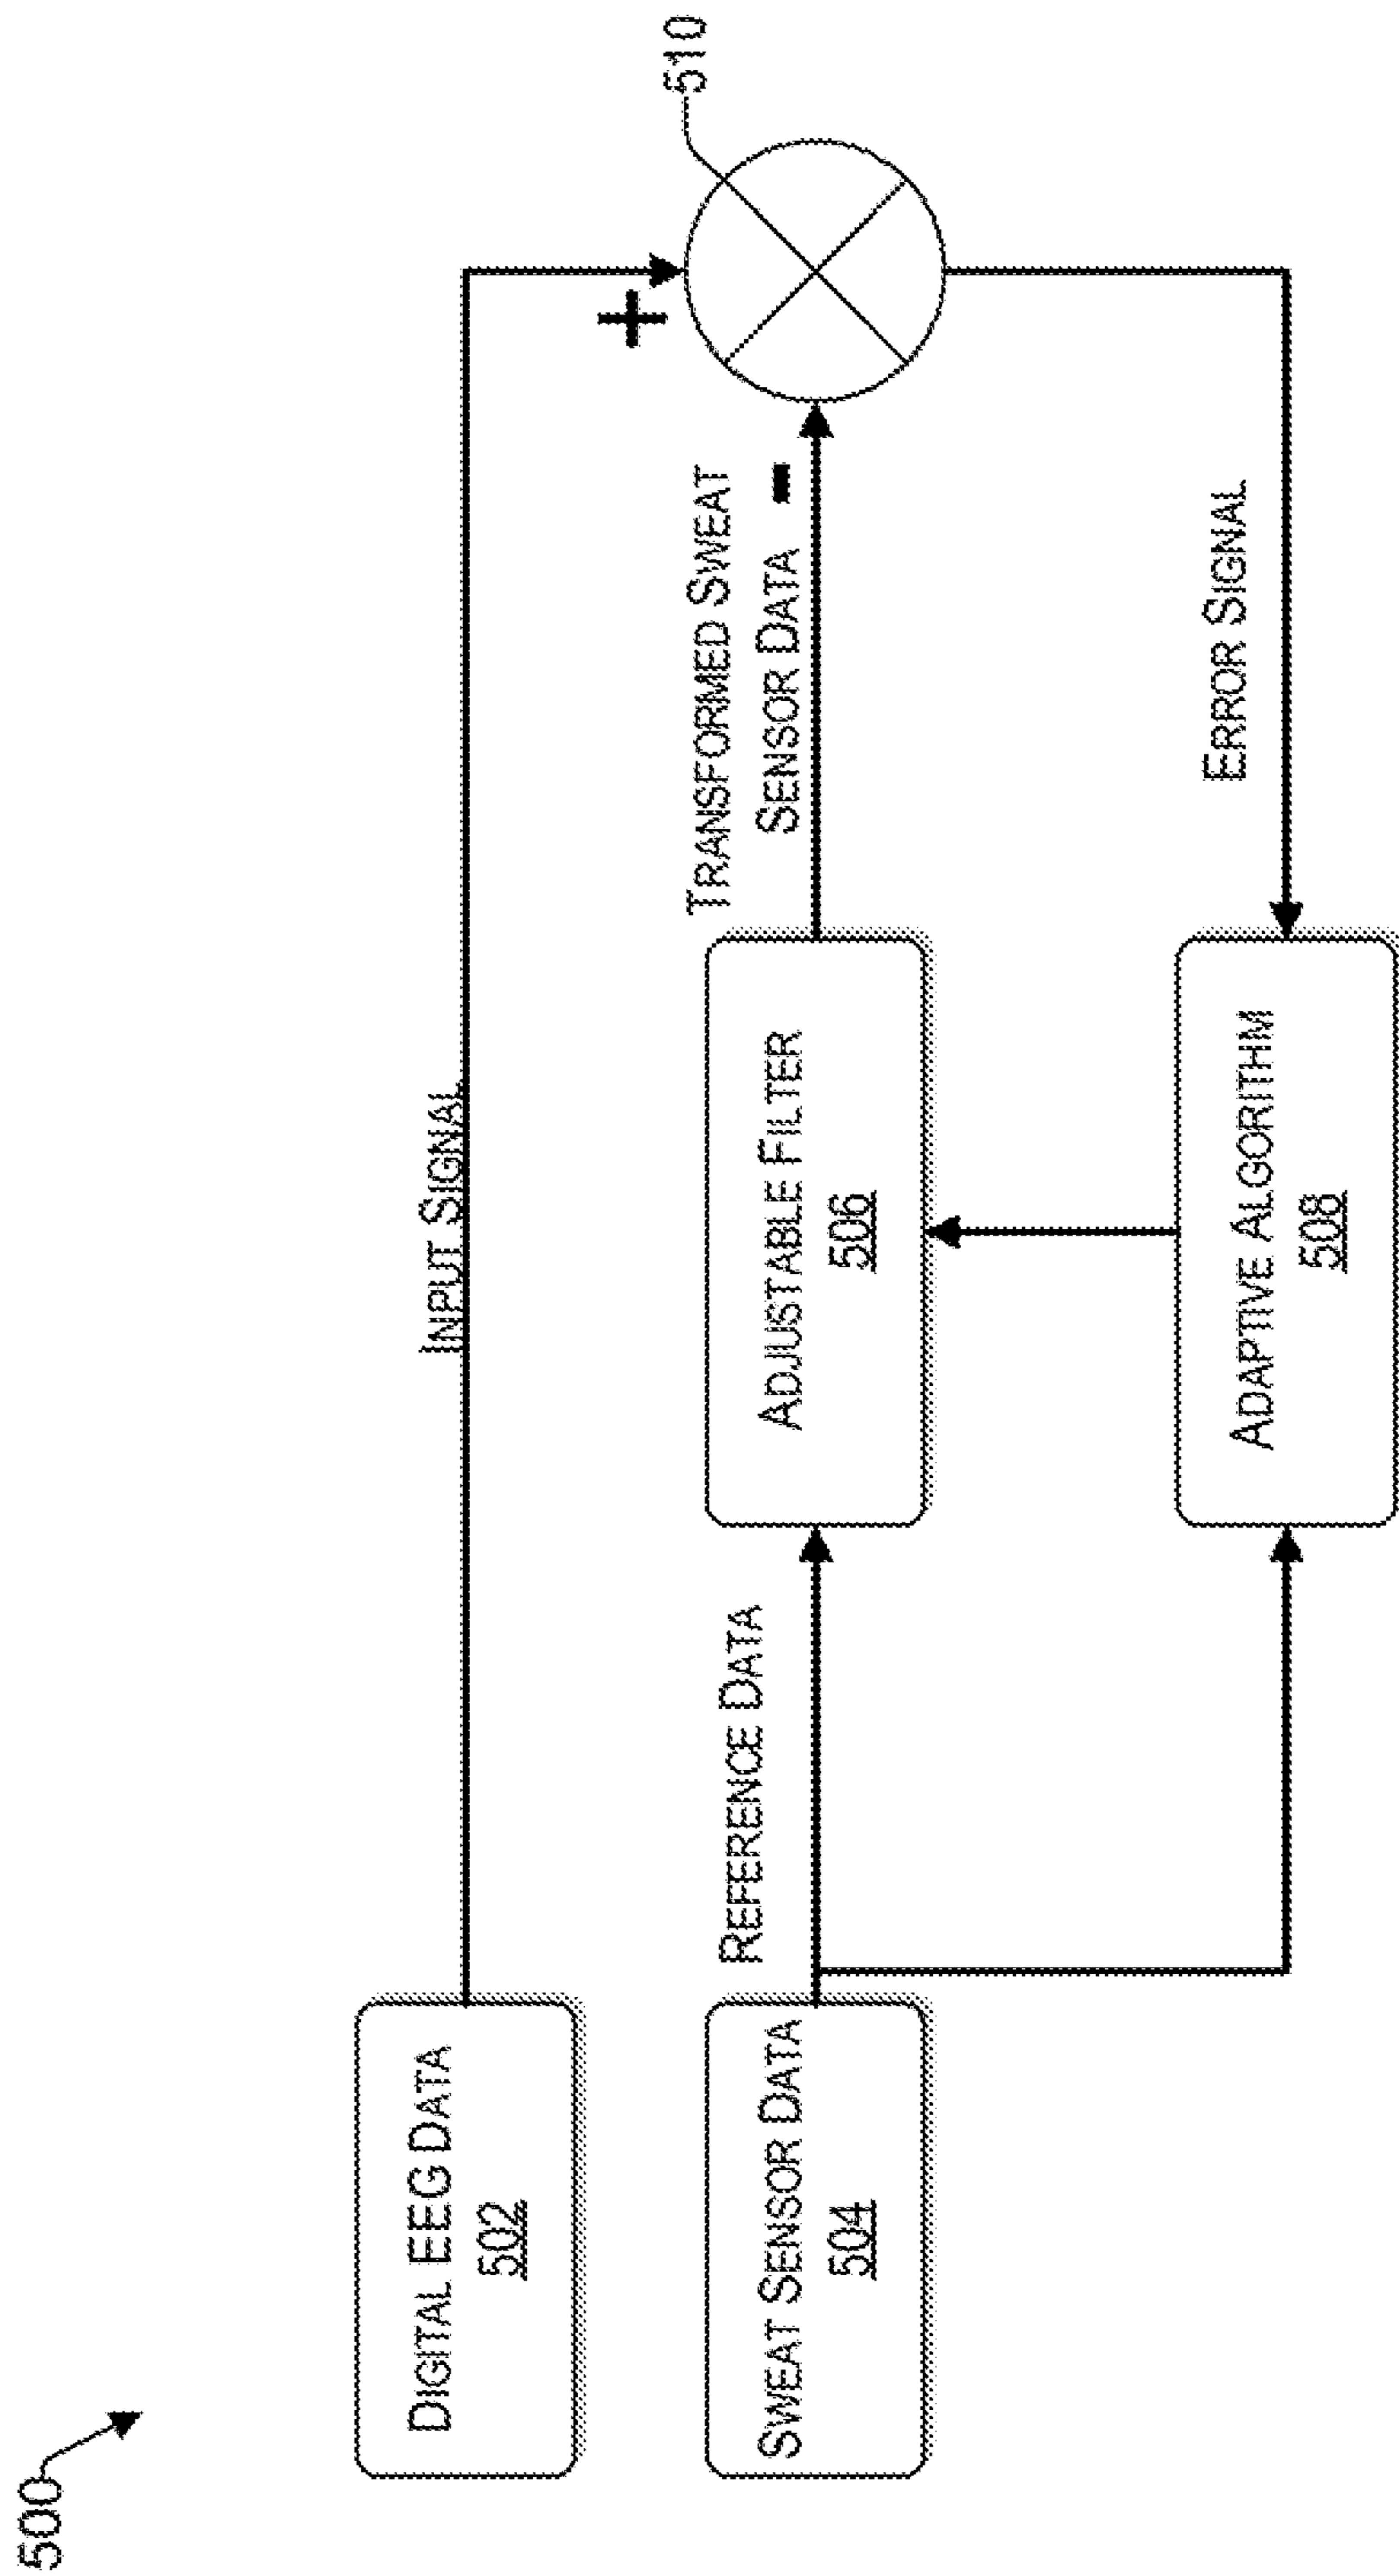 500
DIGITAL EEG DATA
502
INPUT SIGNAL
+
510
SWEAT SENSOR DATA
504
REFERENCE DATA
ADJUSTABLE FILTER
506
TRANSFORMED SWEAT
SENSOR DATA -
ADAPTIVE ALGORITHM
508
ERROR SIGNAL